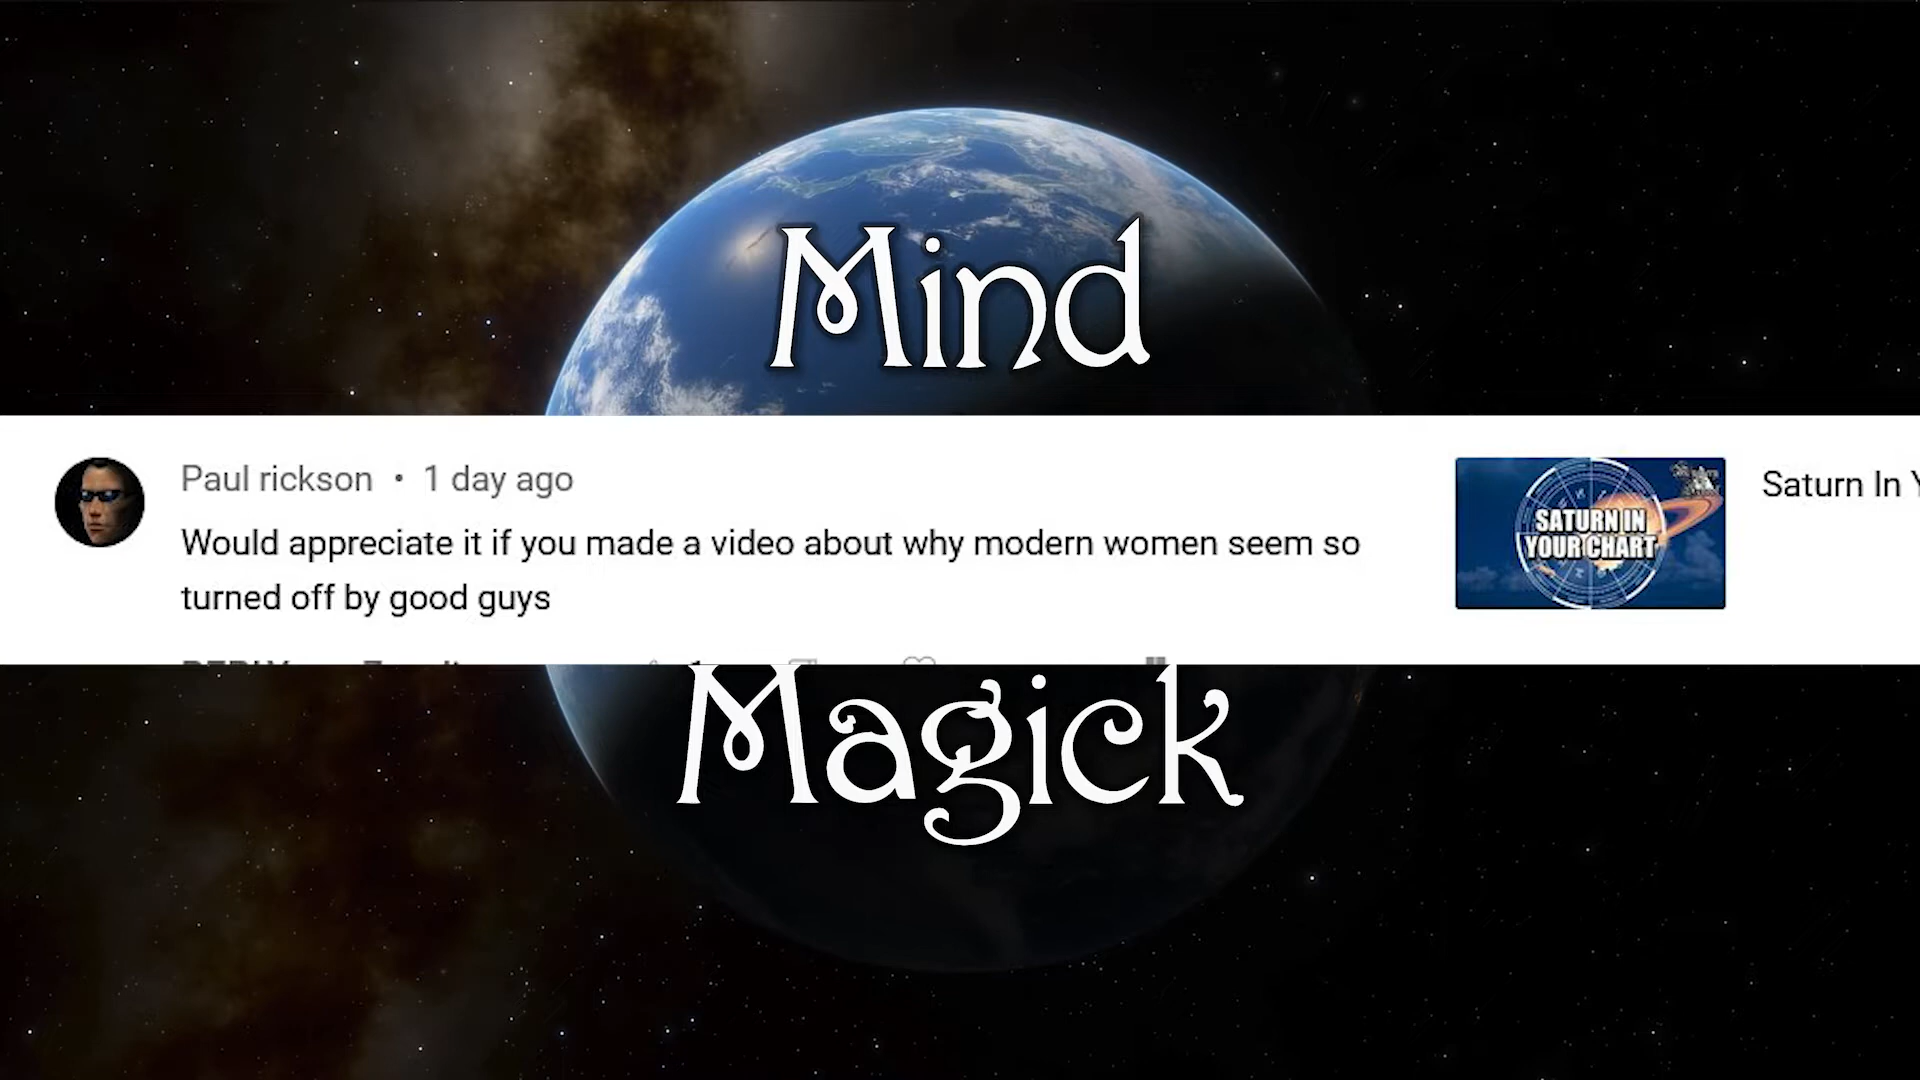 Mind
Paul rickson • 1 day ago
Would appreciate it if you made a video about why modern women seem so
turned off by good guys
SATURN IN
YOUR CHART
Saturn In
Magick